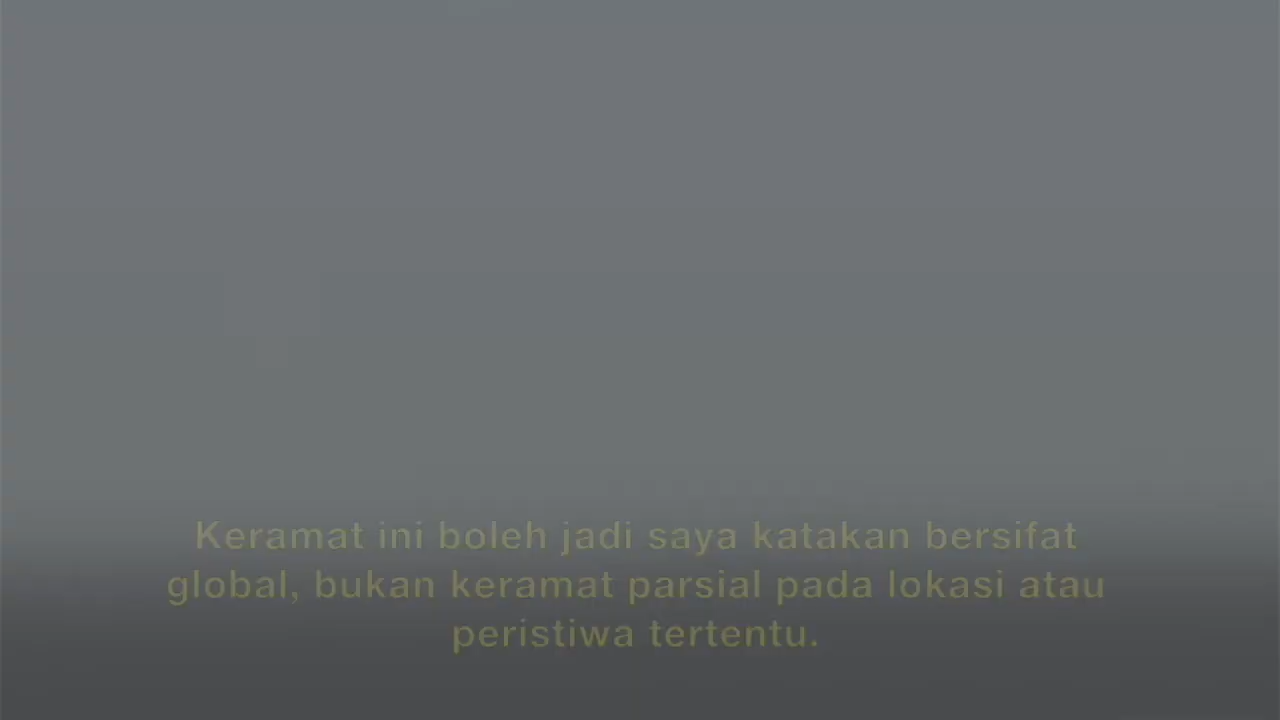 Keramat ini boleh jadi saya katakan bersifat
global, bukan keramat parsial pada lokasi atau
peristiwa tertentu.